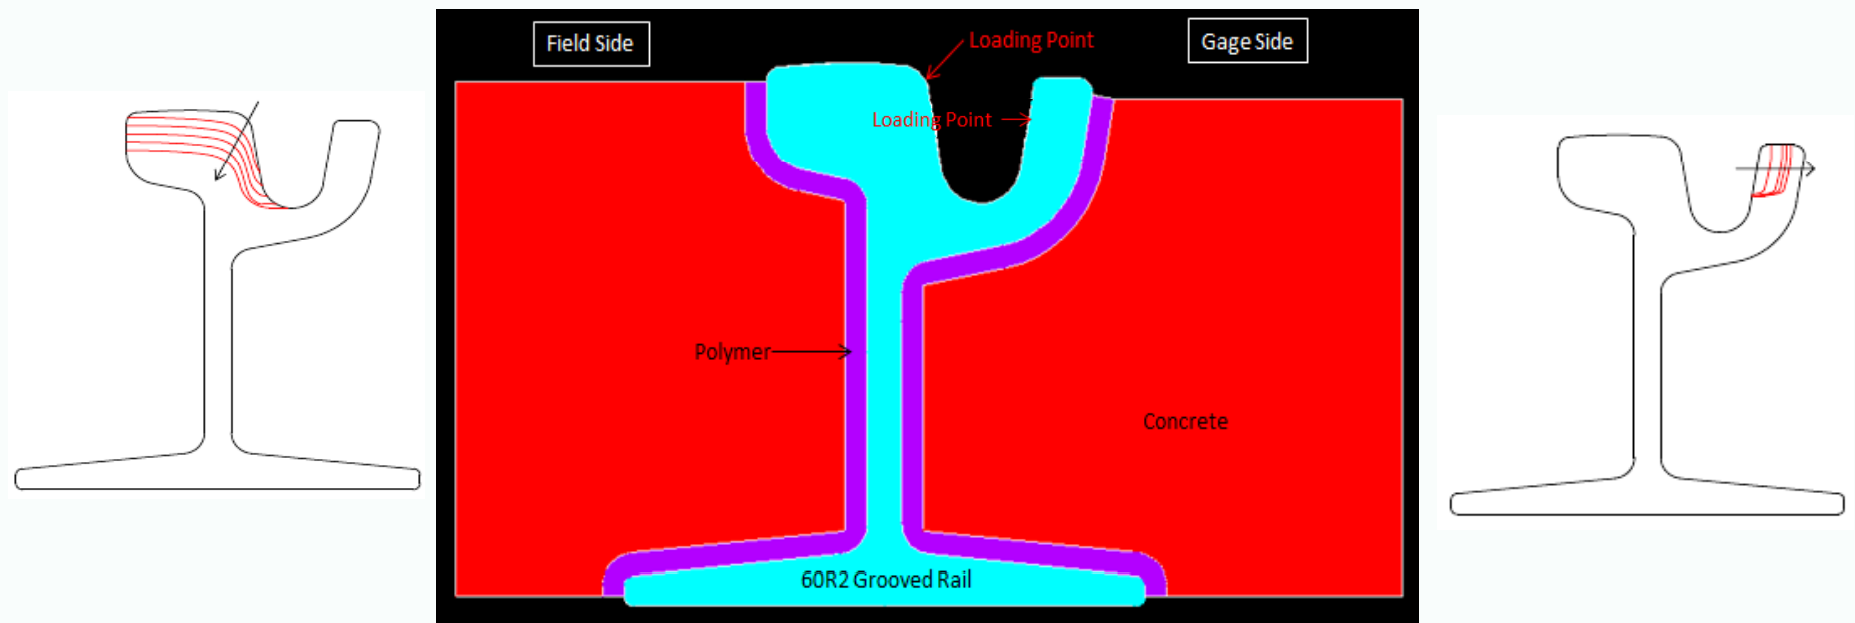 Field Side
Loading Point
Gage Side
Loading Point
Polymer
Concrete
60R2 Grooved Rail